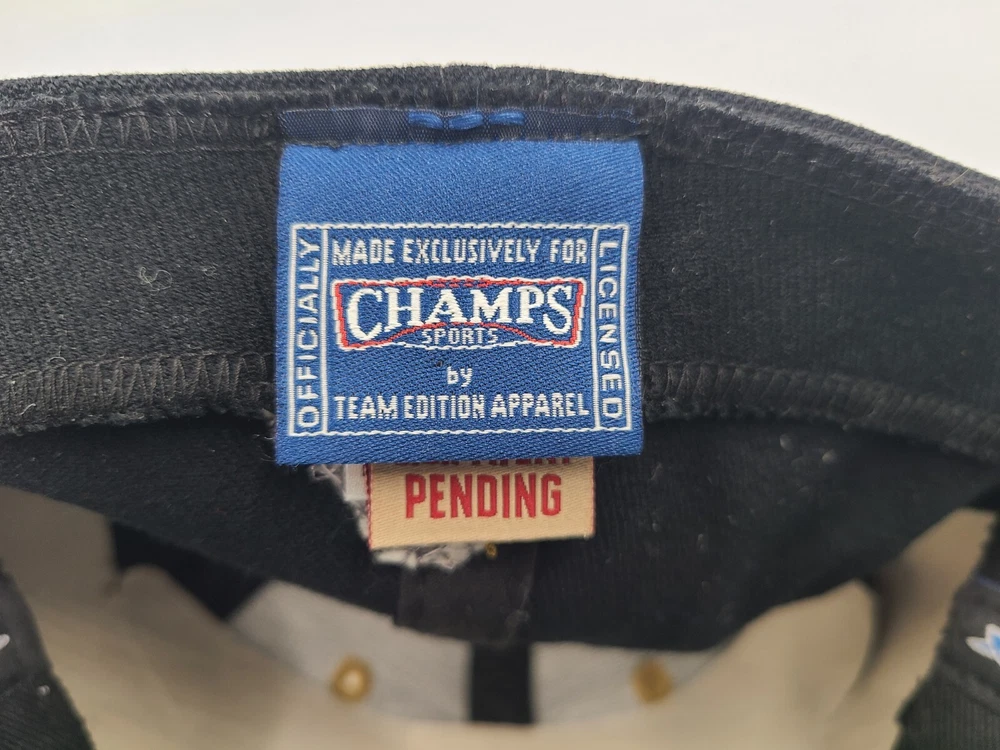 OFFICIALLY
MADE EXCLUSIVELY FOR
CHAMPS
SPORTS
by
TEAM EDITION APPAREL
LICENSED
PENDING